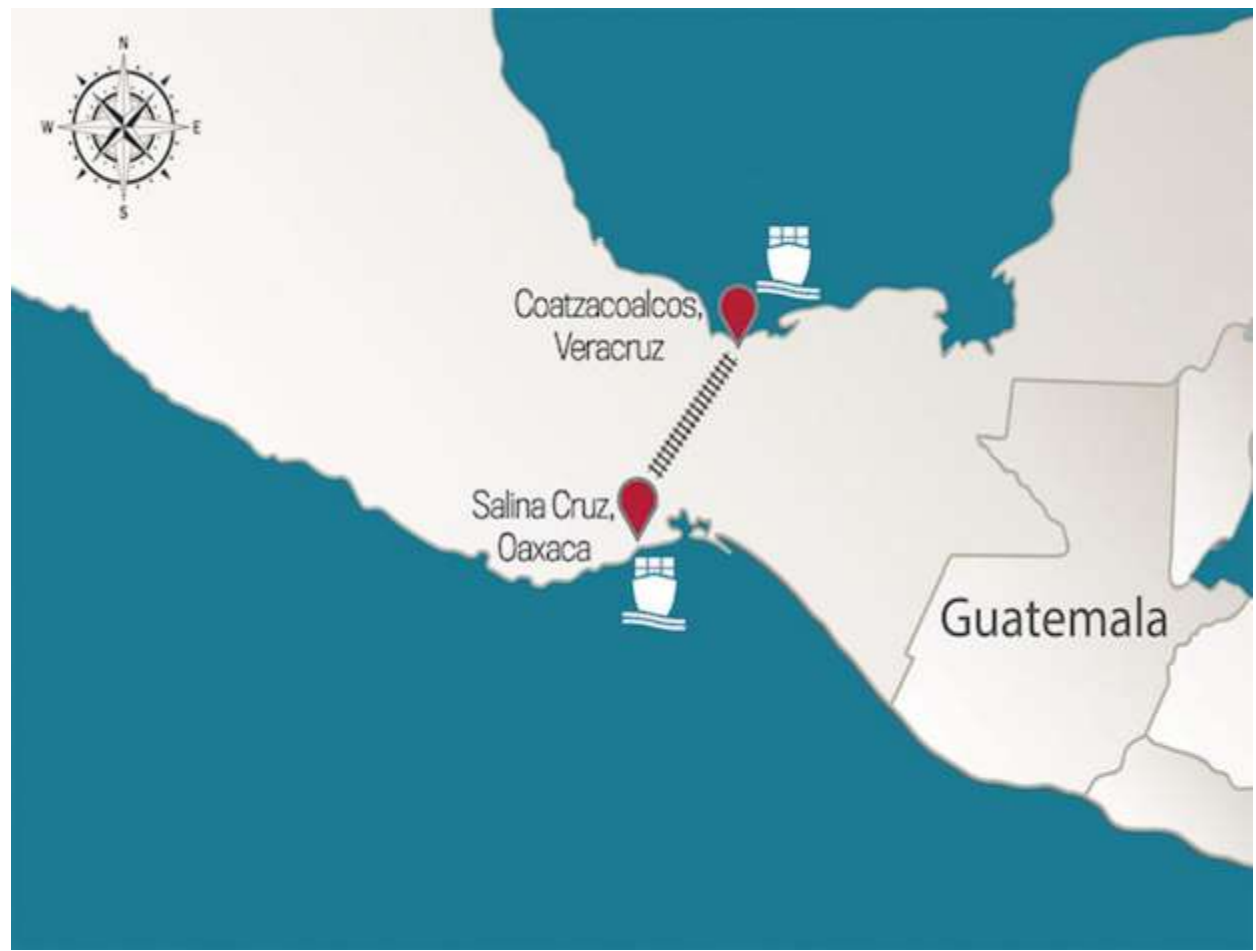 N
W
E
S
Coatzacoalcos,
Veracruz
Salina Cruz,
Oaxaca
Guatemala